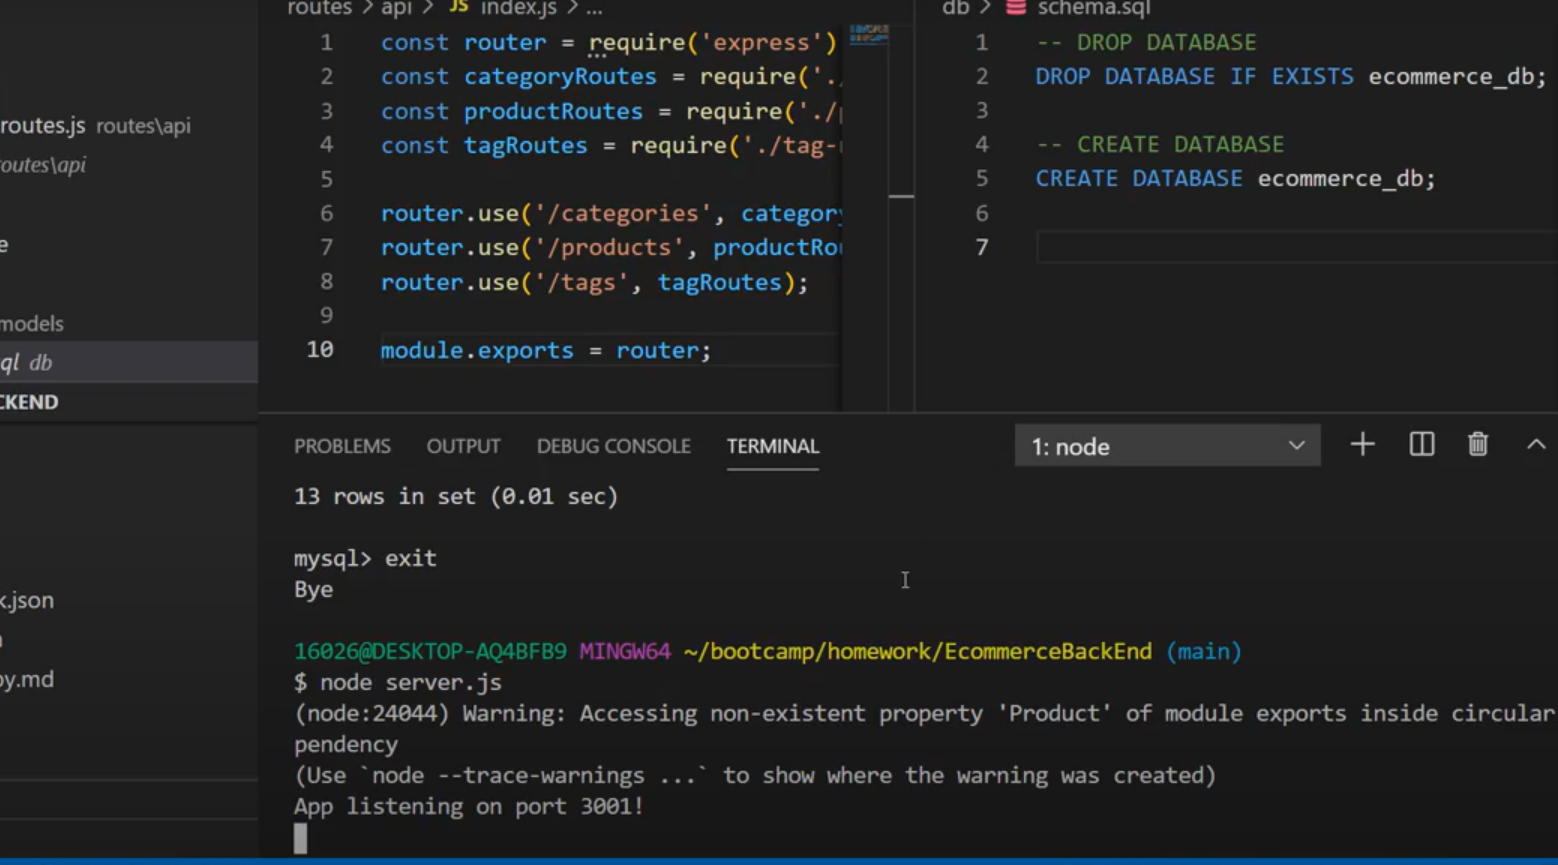 routes > api > JS index.js > ...
db > schema.sql
routes.js routes\api
outes\api
e
models
ql db
CKEND
k.json
oy.md
1 const router = require('express')
2 const categoryRoutes = require('.
3 const productRoutes = require('./
4 const tagRoutes = require('./tag-
5
6 router.use('/categories', category
7 router.use('/products', productRou
8 router.use('/tags', tagRoutes);
9
10 module.exports = router;
1 -- DROP DATABASE
2 DROP DATABASE IF EXISTS ecommerce_db;
3
4 -- CREATE DATABASE
5 CREATE DATABASE ecommerce_db;
6
7
PROBLEMS OUTPUT DEBUG CONSOLE TERMINAL 1: node
13 rows in set (0.01 sec)
mysql> exit
Bye
16026@DESKTOP-AQ4BFB9 MINGW64 ~/bootcamp/homework/EcommerceBackEnd (main)
$ node server.js
(node:24044) Warning: Accessing non-existent property 'Product' of module exports inside circular
pendency
(Use `node --trace-warnings ...` to show where the warning was created)
App listening on port 3001!